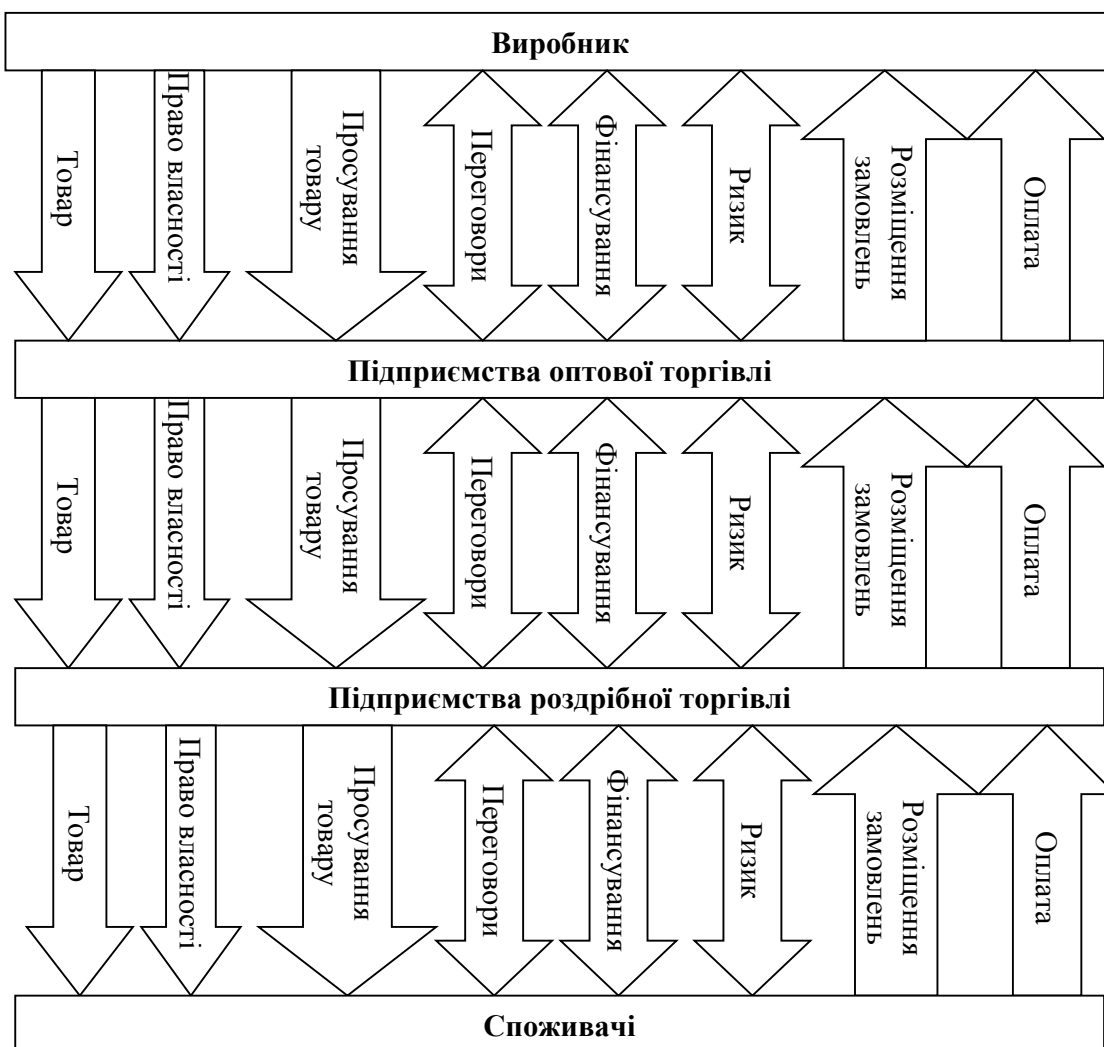 Виробник
Товар
Право власності
Просування
товару
Переговори
Фінансування
Ризик
Розміщення
замовлень
Оплата
Підприємства оптової торгівлі
Товар
Право власності
Просування
товару
Переговори
Фінансування
Ризик
Розміщення
замовлень
Оплата
Підприємства роздрібної торгівлі
Товар
Право власності
Просування
товару
Переговори
Фінансування
Ризик
Розміщення
замовлень
Оплата
Споживачі